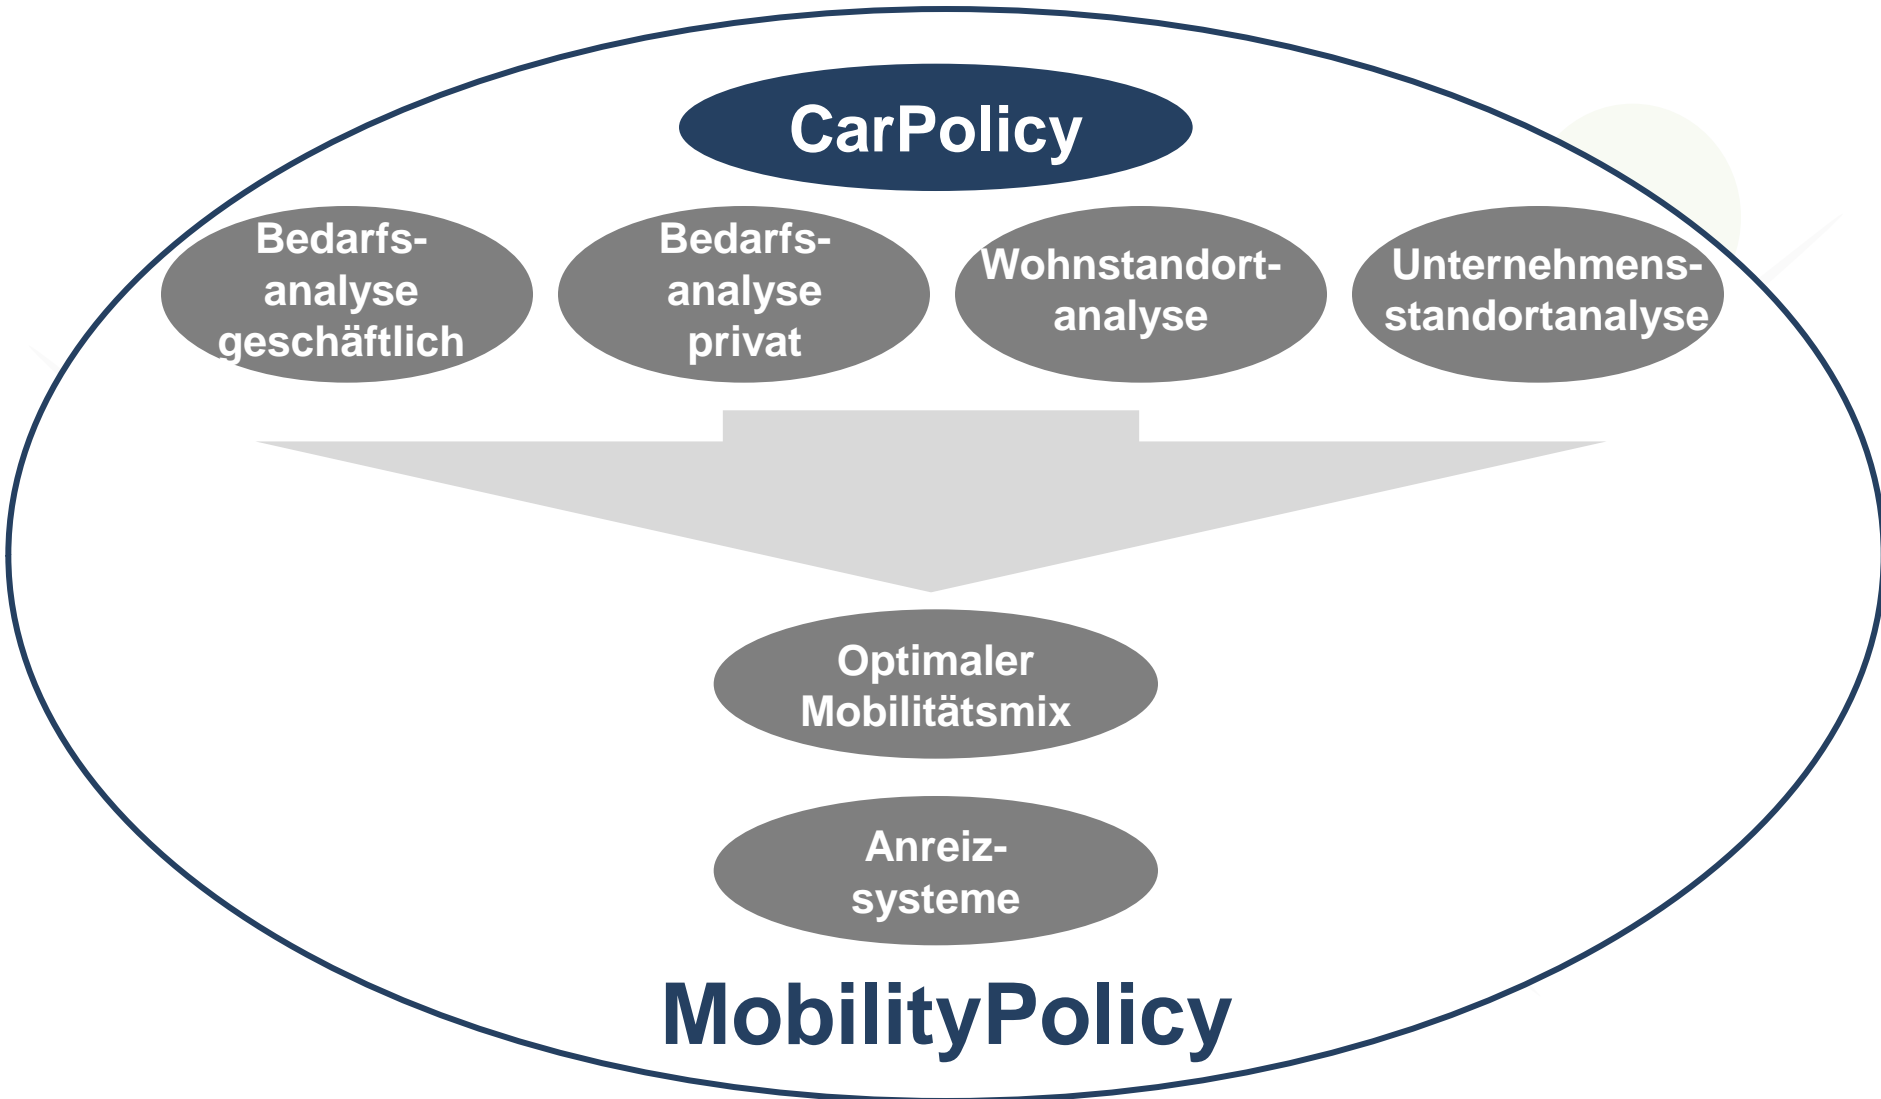 CarPolicy
Bedarfs-
analyse
geschäftlich
Bedarfs-
analyse
privat
Wohnstandort-
analyse
Unternehmens-
standortanalyse
Optimaler
Mobilitätsmix
Anreiz-
systeme
MobilityPolicy